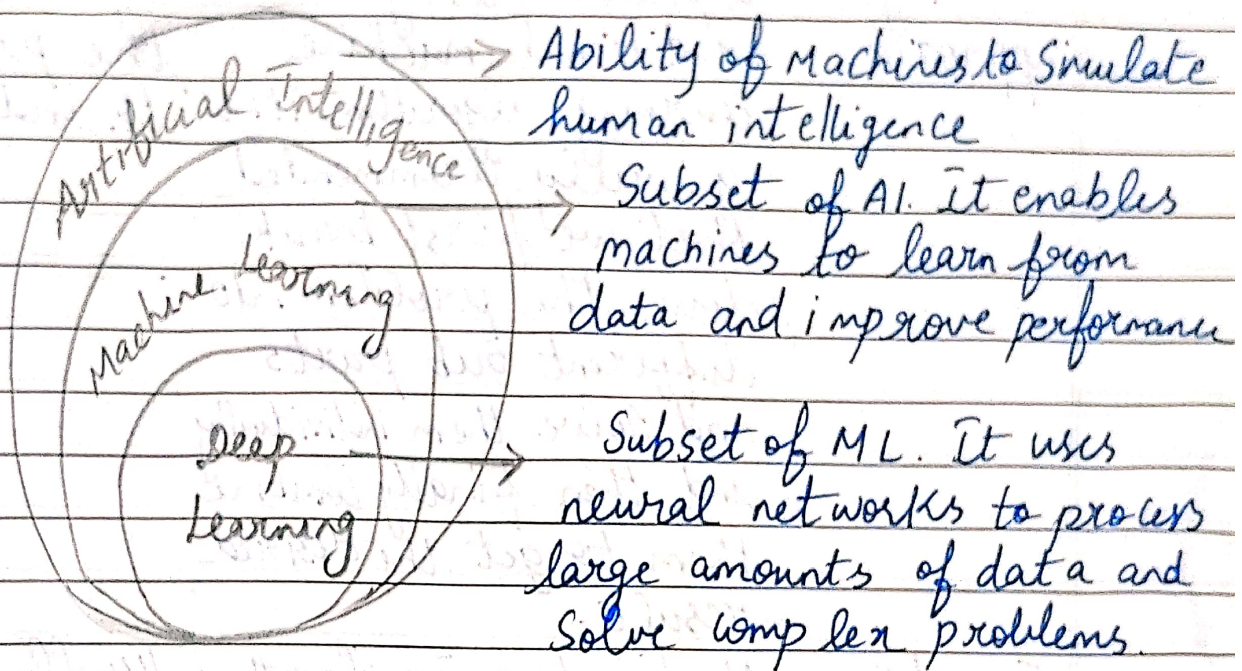 Artificial Intelligence
Ability of Machines to Simulate
human intelligence
Machine Learning
Subset of AI. It enables
machines to learn from
data and improve performance
Deep
Learning
Subset of ML. It uses
neural networks to process
large amounts of data and
Solve complex problems.